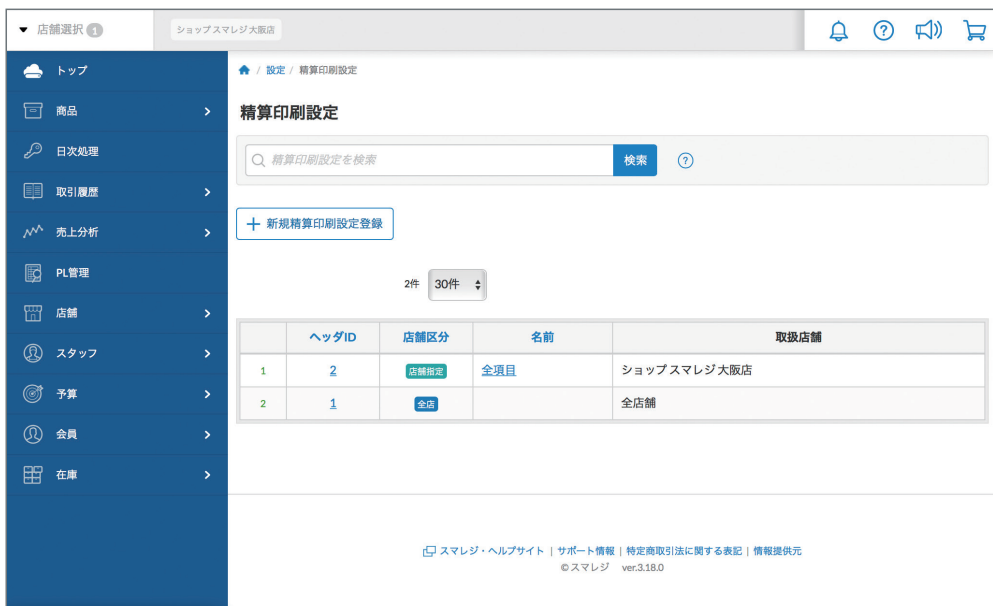 店舗選択 1 ショップスマレジ大阪店
トップ
商品
日次処理
取引履歴
売上分析
PL管理
店舗
スタッフ
予算
会員
在庫
/ 設定 / 精算印刷設定
精算印刷設定
精算印刷設定を検索 検索 ?
+ 新規精算印刷設定登録
2件 30件
ヘッダID 店舗区分 名前 取扱店舗
1 2 店舗指定 全項目 ショップスマレジ大阪店
2 1 全店 全店舗
スマレジ・ヘルプサイト | サポート情報 | 特定商取引法に関する表記 | 情報提供元
©スマレジ ver.3.18.0